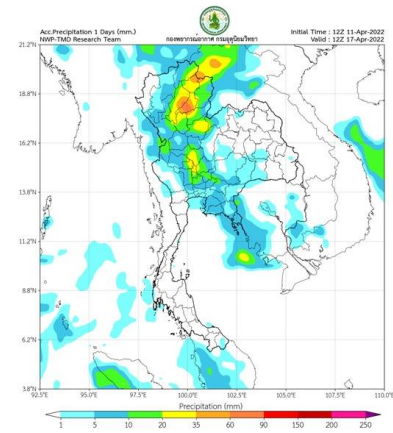 Acc.Precipitation 1 Days (mm.)
NWP-TMD Research Team
กองพยากรณ์อากาศ กรมอุตุนิยมวิทยา
Initial Time : 12Z 11-Apr-2022
Valid : 12Z 17-Apr-2022
21.2°N
18.8°N
16.2°N
13.8°N
11.2°N
8.8°N
6.2°N
3.8°N
92.5°E 95.0°E 97.5°E 100.0°E 102.5°E 105.0°E 107.5°E 110.0°E
Precipitation (mm)
1 5 10 20 35 60 90 150 200 250